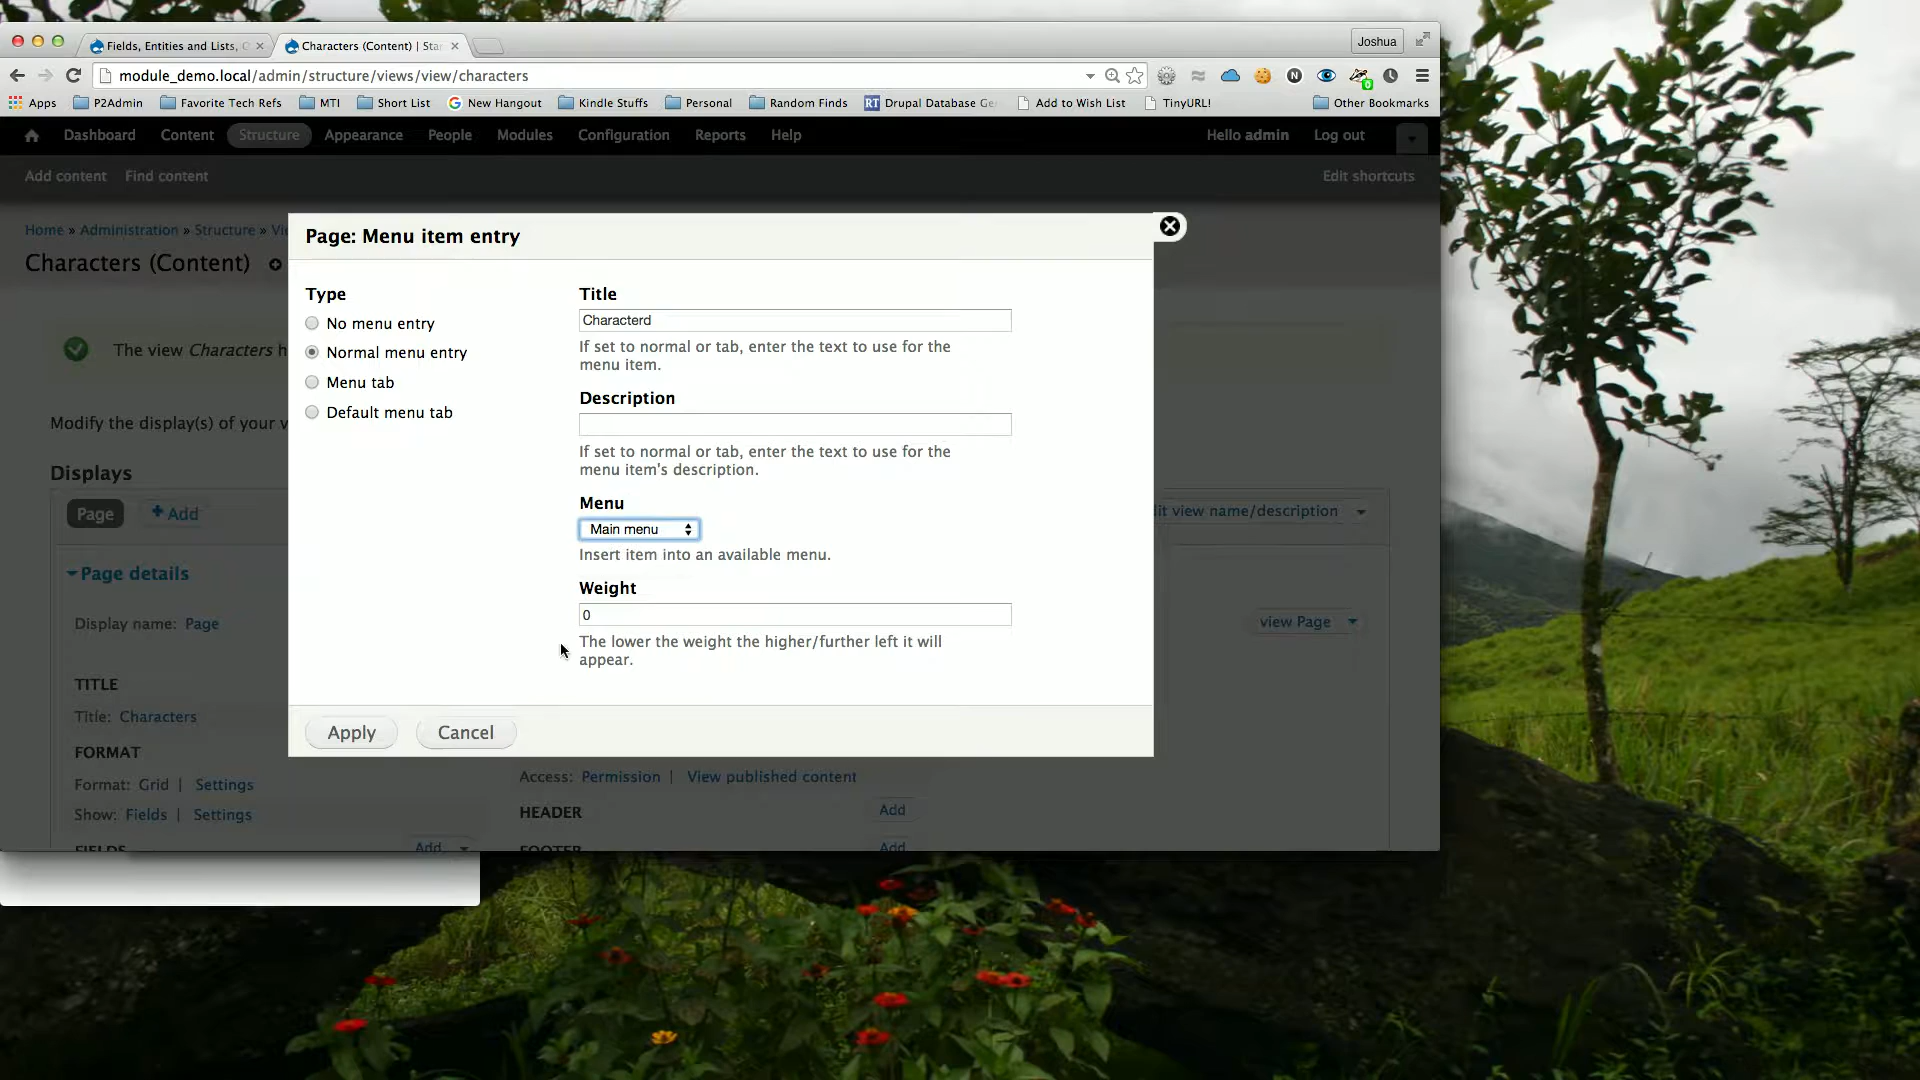 Fields, Entities and Lists,
Characters (Content) | Sta
Joshua
module_demo.local/admin/structure/views/view/characters
Apps
P2Admin
Favorite Tech Refs
MTI
Short List
New Hangout
Kindle Stuffs
Personal
Random Finds
RT Drupal Database Ge
Add to Wish List
TinyURL!
Other Bookmarks
Dashboard
Content
Structure
Appearance
People
Modules
Configuration
Reports
Help
Hello admin
Log out
Add content
Find content
Edit shortcuts
Home » Administration » Structure » Vi
Characters (Content)
Page: Menu item entry
Type
No menu entry
Normal menu entry
Menu tab
Default menu tab
Title
Characterd
If set to normal or tab, enter the text to use for the
menu item.
Description
If set to normal or tab, enter the text to use for the
menu item's description.
Menu
Main menu
Insert item into an available menu.
Weight
0
The lower the weight the higher/further left it will
appear.
Apply
Cancel
The view Characters h
Modify the display(s) of your v
Displays
Page
Add
it view name/description
Page details
Display name: Page
view Page
TITLE
Title: Characters
FORMAT
Format: Grid | Settings
Show: Fields | Settings
FIELDS
Add
Access: Permission | View published content
HEADER
Add
FOOTER
Add